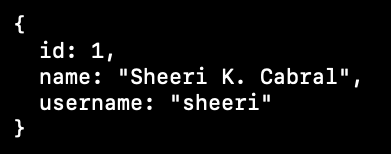 {
  id: 1,
  name: "Sheeri K. Cabral",
  username: "sheeri"
}